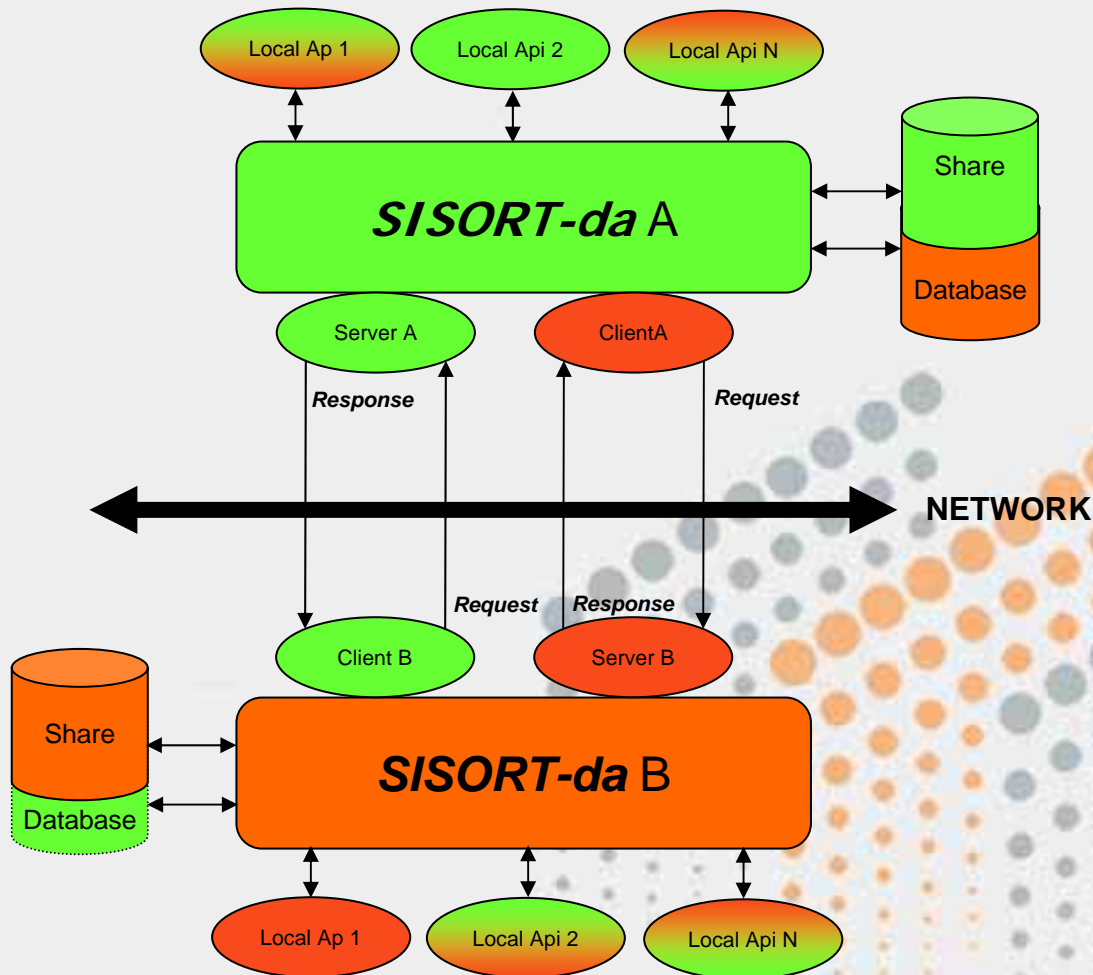 Local Ap 1
Local Api 2
Local Api N
Share
SISORT-da A
Database
Server A
ClientA
Response
Request
NETWORK
Request
Response
Client B
Server B
Share
SISORT-da B
Database
Local Ap 1
Local Api 2
Local Api N